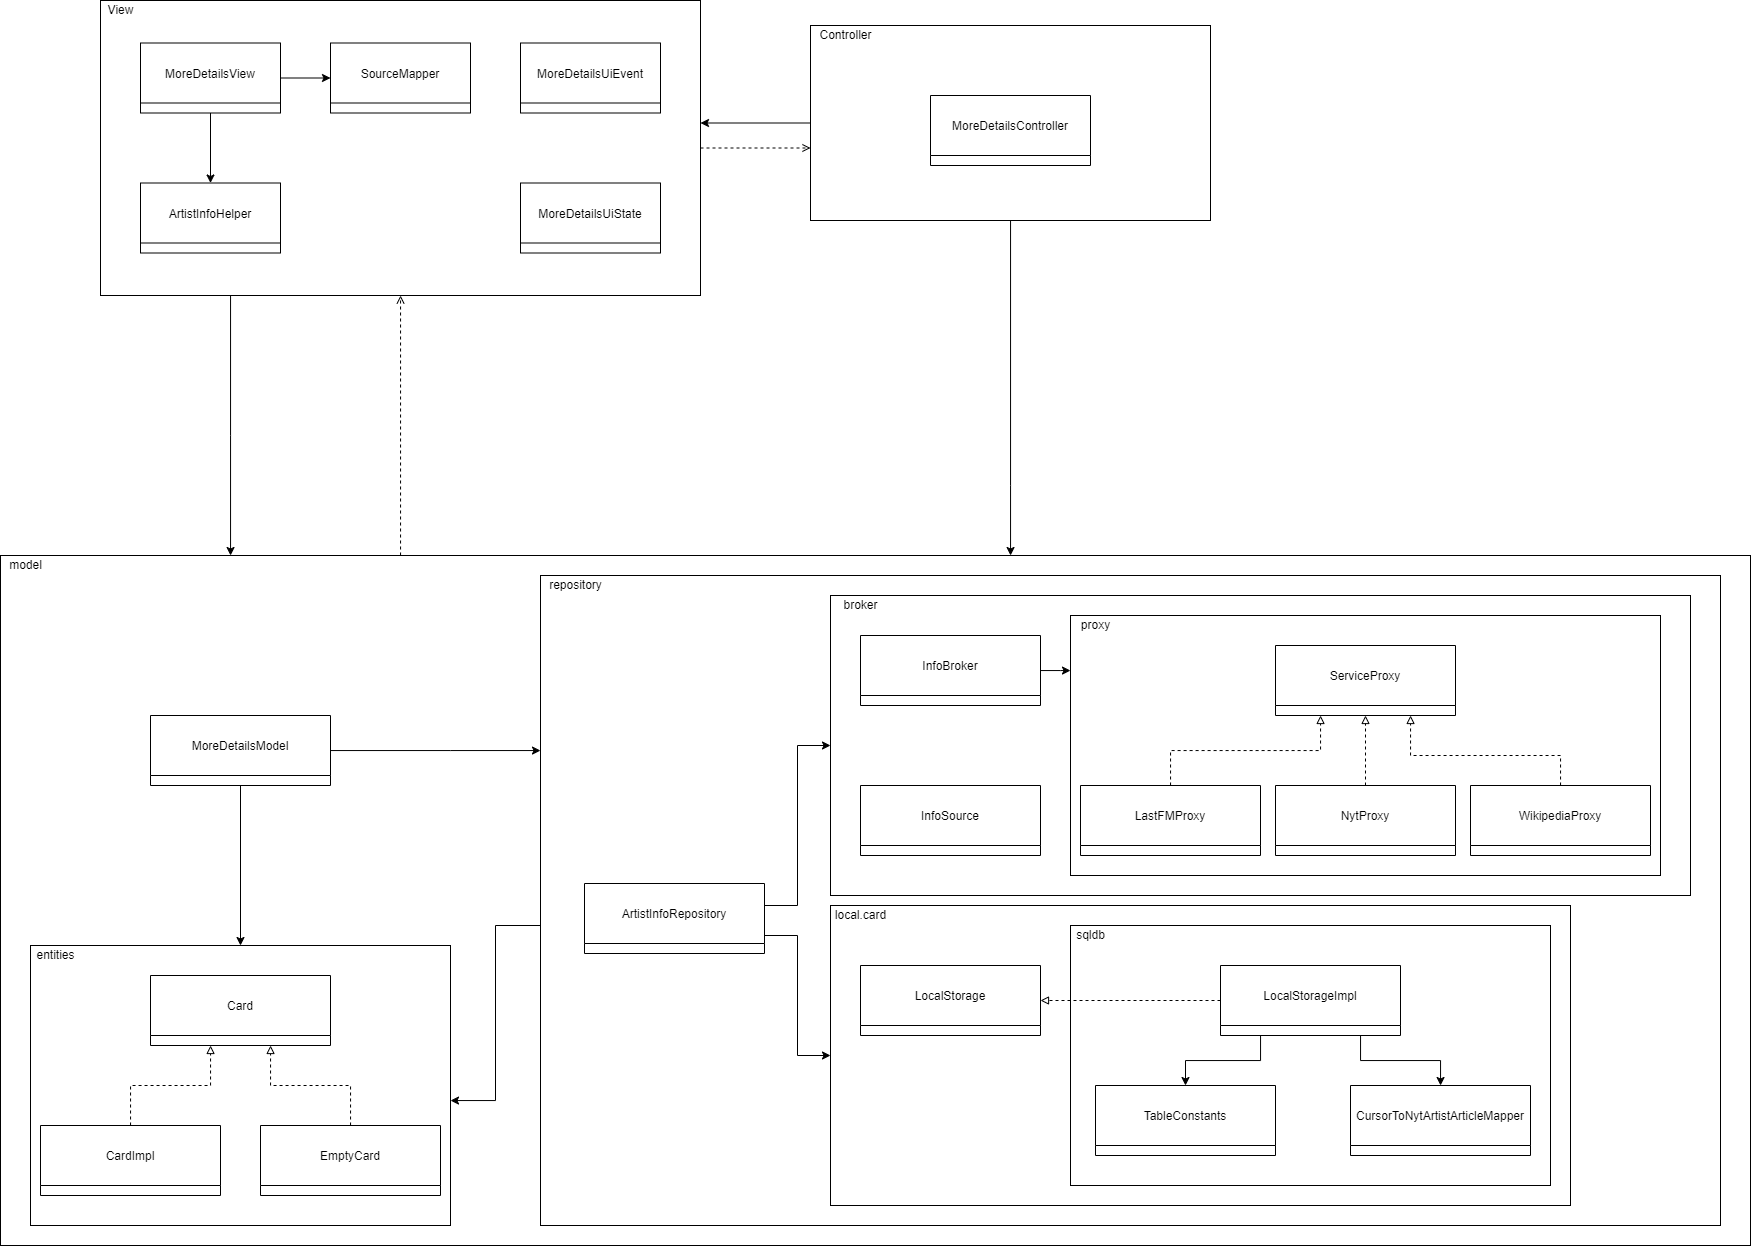 View
MoreDetailsView
SourceMapper
MoreDetailsUiEvent
ArtistInfoHelper
MoreDetailsUiState
Controller
MoreDetailsController
model
MoreDetailsModel
entities
Card
CardImpl
EmptyCard
repository
ArtistInfoRepository
broker
InfoBroker
InfoSource
proxy
ServiceProxy
LastFMProxy
NytProxy
WikipediaProxy
local.card
LocalStorage
sqldb
LocalStorageImpl
TableConstants
CursorToNytArtistArticleMapper